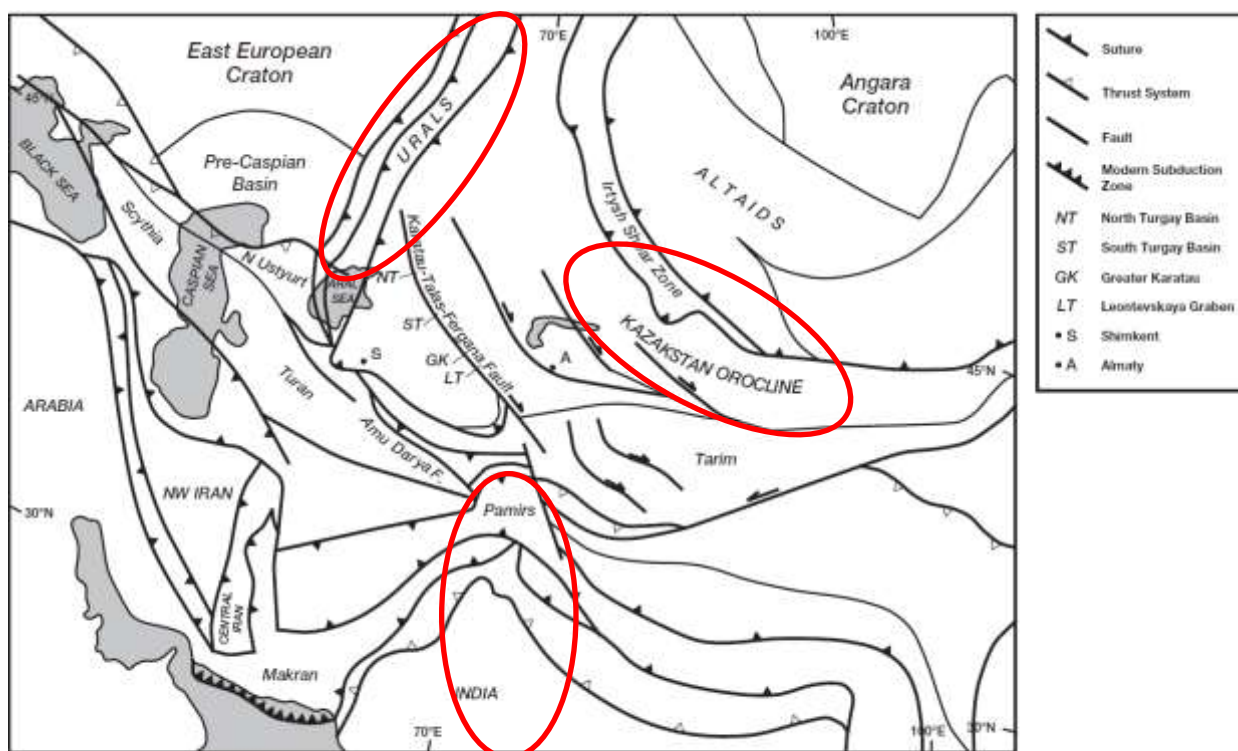 70°E
100°E
East European
Craton
Angara
Craton
45°N
BLACK SEA
Pre-Caspian
Basin
URALS
ALTAIDS
Scythia
CASPIAN
SEA
N Ustyurt
ARAL
SEA
NT
Karatau-Talas-Fergana Fault
Irtysh Shear Zone
ST
KAZAKSTAN OROCLINE
S
GK
LT
A
45°N
ARABIA
Turan
Amu Darya F.
Tarim
NW IRAN
30°N
Pamirs
CENTRAL
IRAN
Makran
INDIA
70°E
100°E
30°N
Suture
Thrust System
Fault
Modern Subduction
Zone
NT North Turgay Basin
ST South Turgay Basin
GK Greater Karatau
LT Leontevskaya Graben
• S Shimkent
• A Almaty